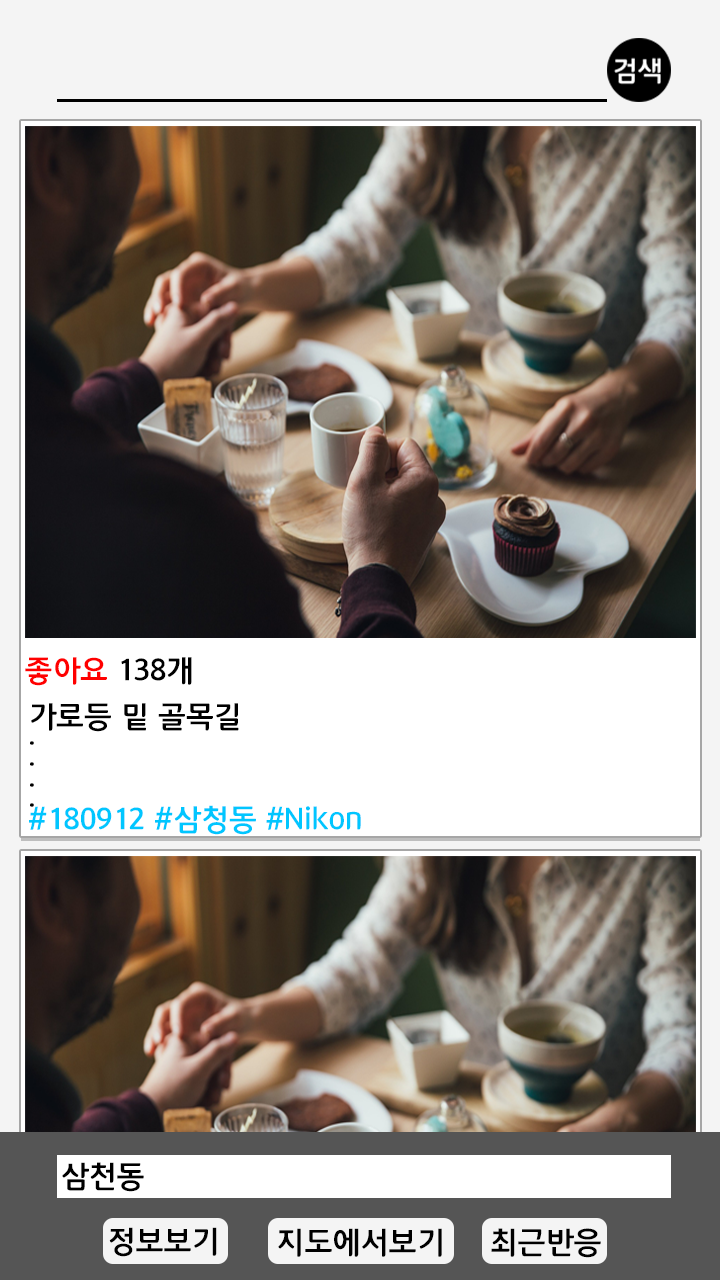 검색
좋아요 138개
가로등 밑 골목길
.
.
.
.
#180912 #삼청동 #Nikon
삼천동
정보보기 지도에서보기 최근반응